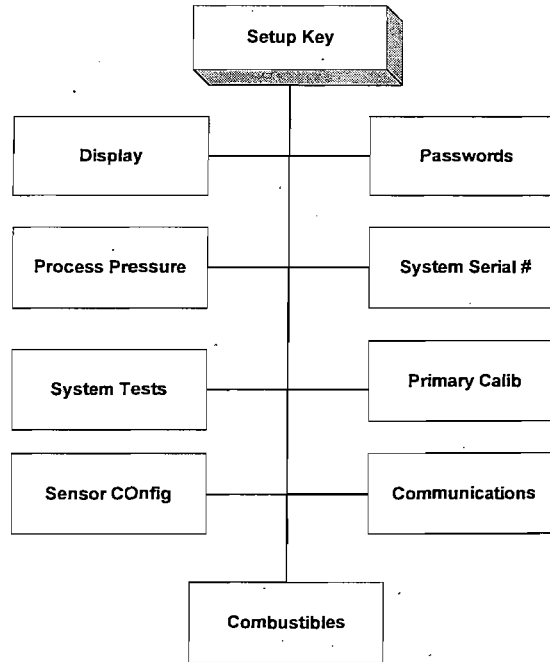 Setup Key
Display
Passwords
Process Pressure
System Serial #
System Tests
Primary Calib
Sensor COnfig
Communications
Combustibles